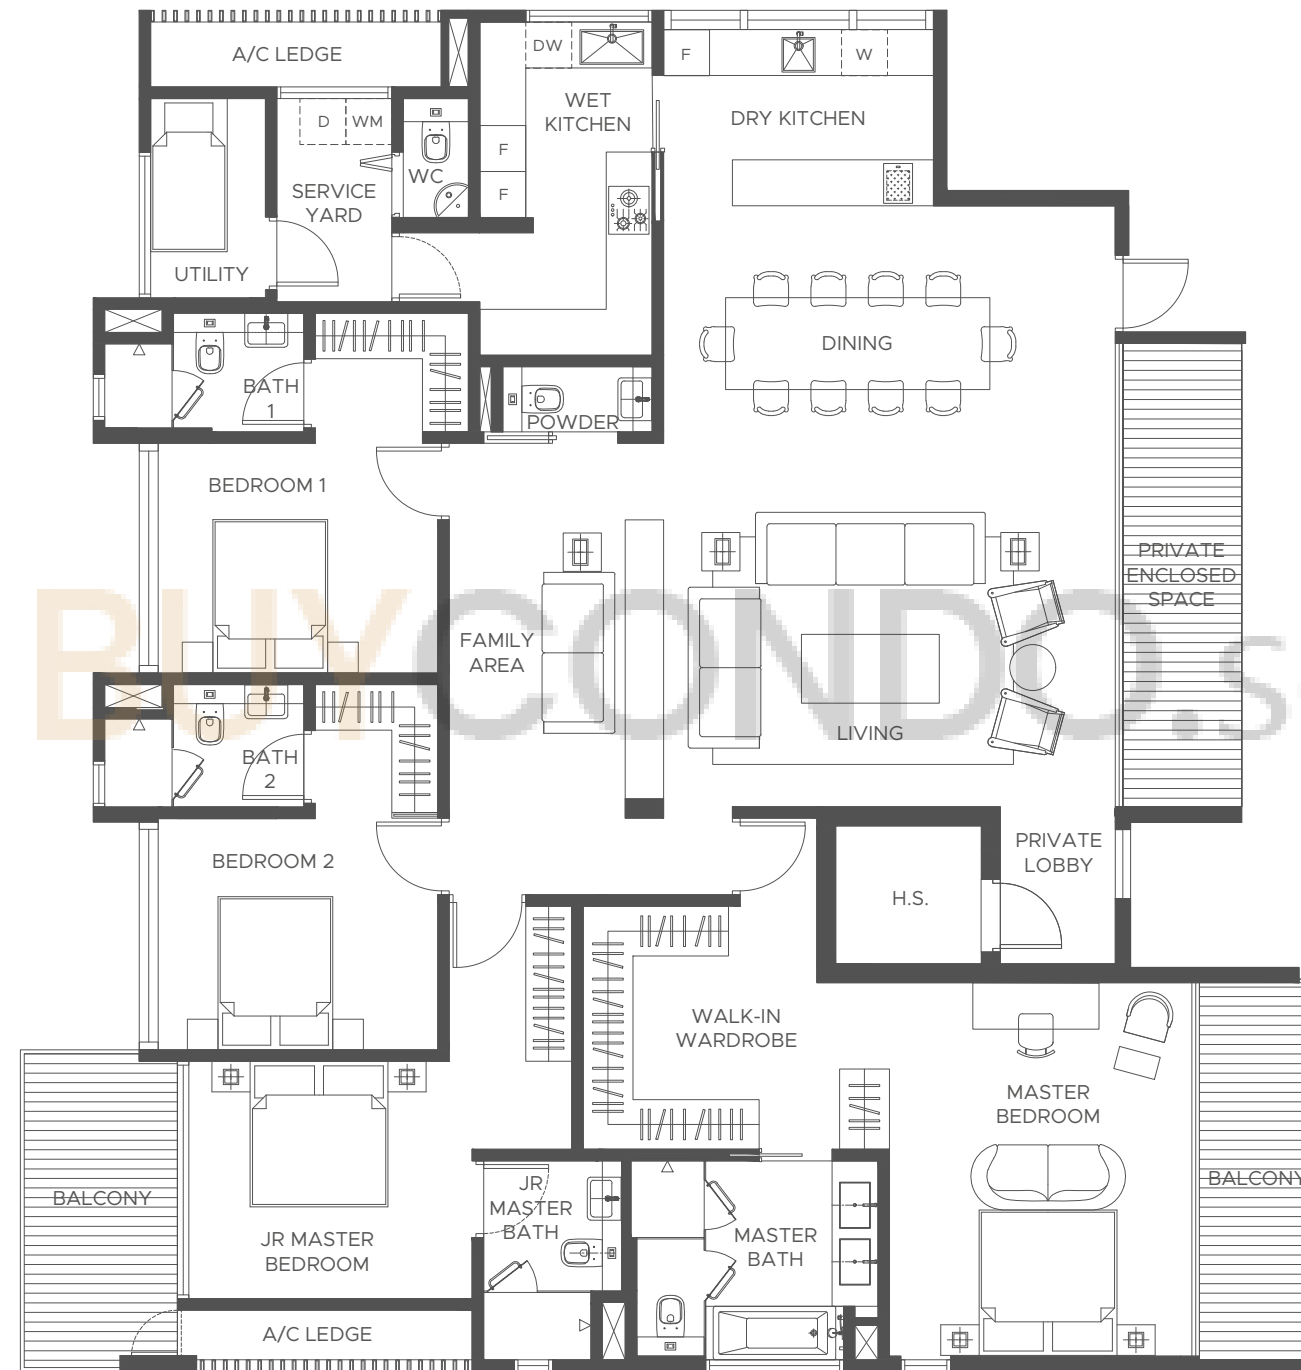 A/C LEDGE
DW
F
W
WET
KITCHEN
DRY KITCHEN
D
WM
F
WC
F
SERVICE
YARD
UTILITY
DINING
BATH
1
POWDER
BEDROOM 1
PRIVATE
ENCLOSED
SPACE
FAMILY
AREA
BUYCONDO.s
LIVING
BATH
2
BEDROOM 2
PRIVATE
LOBBY
H.S.
WALK-IN
WARDROBE
MASTER
BEDROOM
BALCONY
JR
MASTER
BATH
BALCONY
JR MASTER
BEDROOM
MASTER
BATH
A/C LEDGE